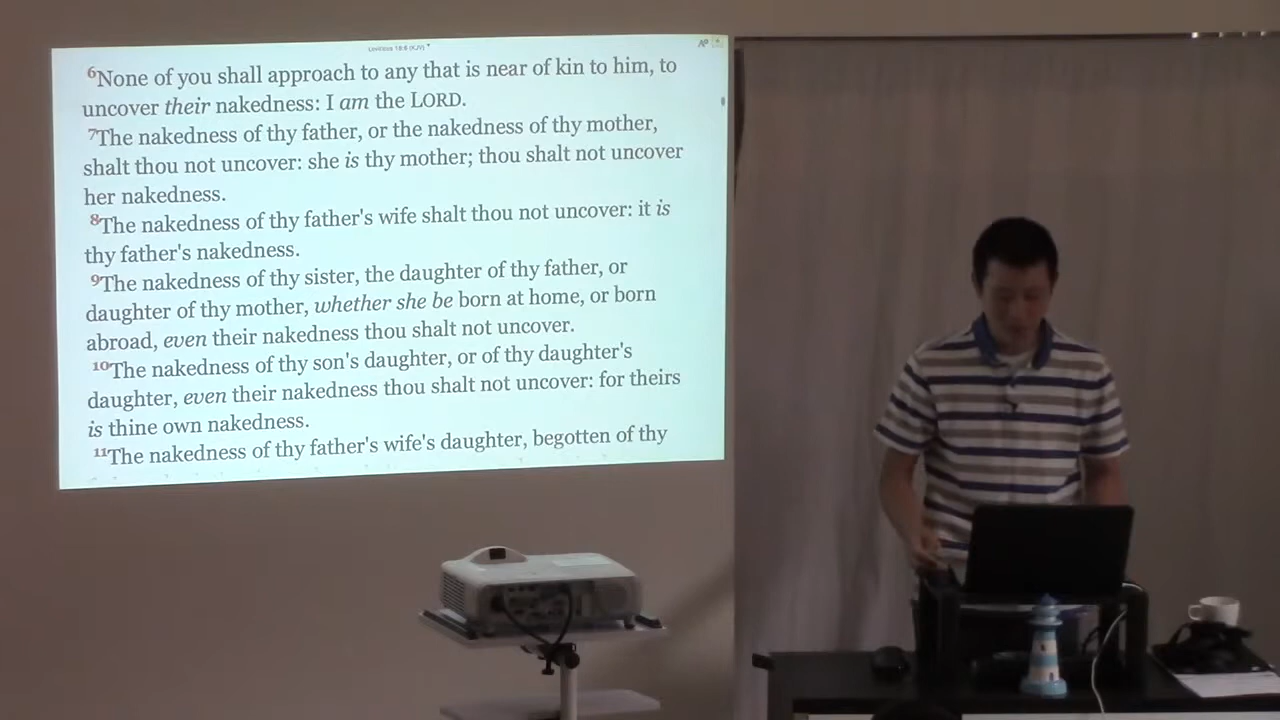 Leviticus 18:6 (KJV)
6None of you shall approach to any that is near of kin to him, to
uncover their nakedness: I am the LORD.
7The nakedness of thy father, or the nakedness of thy mother,
shalt thou not uncover: she is thy mother; thou shalt not uncover
her nakedness.
8The nakedness of thy father's wife shalt thou not uncover: it is
thy father's nakedness.
9The nakedness of thy sister, the daughter of thy father, or
daughter of thy mother, whether she be born at home, or born
abroad, even their nakedness thou shalt not uncover.
10The nakedness of thy son's daughter, or of thy daughter's
daughter, even their nakedness thou shalt not uncover: for theirs
is thine own nakedness.
11The nakedness of thy father's wife's daughter, begotten of thy